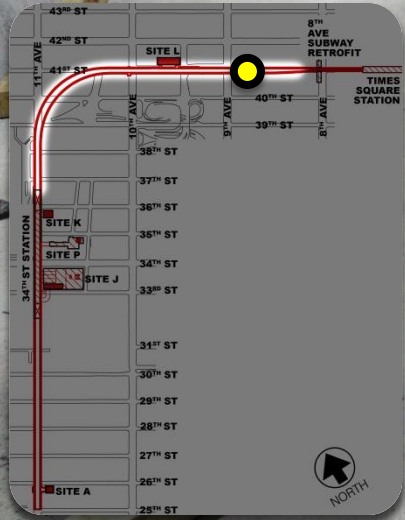 43RD ST
8TH
AVE
SUBWAY
RETROFIT
42ND ST
SITE L
11TH AVE
41ST ST
TIMES
SQUARE
STATION
40TH ST
10TH AVE
9TH AVE
8TH AVE
39TH ST
38TH ST
37TH ST
36TH ST
SITE K
35TH ST
SITE P
34TH ST STATION
34TH ST
SITE J
33RD ST
31ST ST
30TH ST
29TH ST
28TH ST
27TH ST
26TH ST
SITE A
25TH ST
NORTH